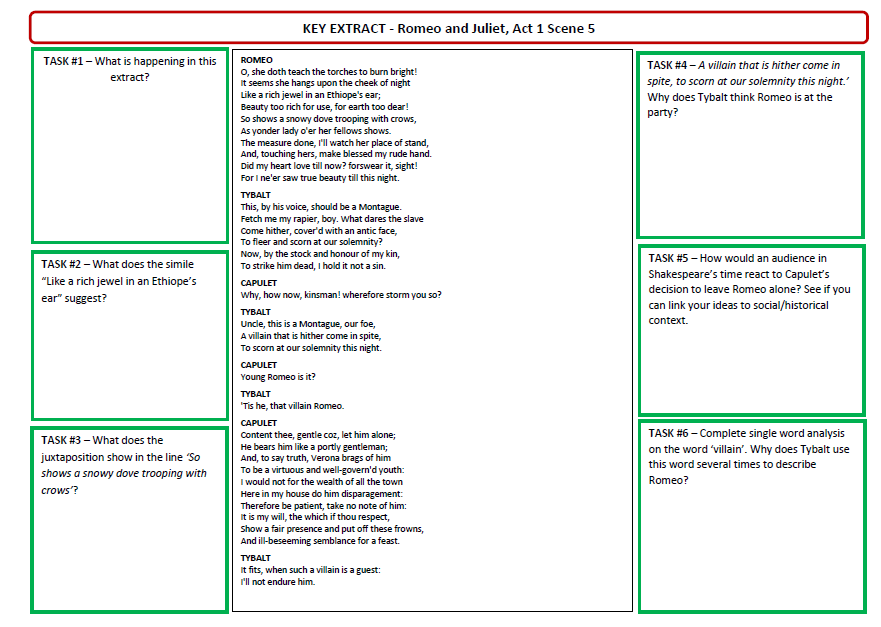 KEY EXTRACT - Romeo and Juliet, Act 1 Scene 5
TASK #1 – What is happening in this
extract?
TASK #2 – What does the simile
“Like a rich jewel in an Ethiope’s
ear” suggest?
TASK #3 – What does the
juxtaposition show in the line ‘So
shows a snowy dove trooping with
crows’?
ROMEO
O, she doth teach the torches to burn bright!
It seems she hangs upon the cheek of night
Like a rich jewel in an Ethiope's ear;
Beauty too rich for use, for earth too dear!
So shows a snowy dove trooping with crows,
As yonder lady o'er her fellows shows.
The measure done, I'll watch her place of stand,
And, touching hers, make blessed my rude hand.
Did my heart love till now? forswear it, sight!
For I ne'er saw true beauty till this night.
TYBALT
This, by his voice, should be a Montague.
Fetch me my rapier, boy. What dares the slave
Come hither, cover'd with an antic face,
To fleer and scorn at our solemnity?
Now, by the stock and honour of my kin,
To strike him dead, I hold it not a sin.
CAPULET
Why, how now, kinsman! wherefore storm you so?
TYBALT
Uncle, this is a Montague, our foe,
A villain that is hither come in spite,
To scorn at our solemnity this night.
CAPULET
Young Romeo is it?
TYBALT
'Tis he, that villain Romeo.
CAPULET
Content thee, gentle coz, let him alone;
He bears him like a portly gentleman;
And, to say truth, Verona brags of him
To be a virtuous and well-govern'd youth:
I would not for the wealth of all the town
Here in my house do him disparagement:
Therefore be patient, take no note of him:
It is my will, the which if thou respect,
Show a fair presence and put off these frowns,
And ill-beseeming semblance for a feast.
TYBALT
It fits, when such a villain is a guest:
I'll not endure him.
TASK #4 – A villain that is hither come in
spite, to scorn at our solemnity this night.’
Why does Tybalt think Romeo is at the
party?
TASK #5 – How would an audience in
Shakespeare’s time react to Capulet’s
decision to leave Romeo alone? See if you
can link your ideas to social/historical
context.
TASK #6 – Complete single word analysis
on the word ‘villain’. Why does Tybalt use
this word several times to describe
Romeo?